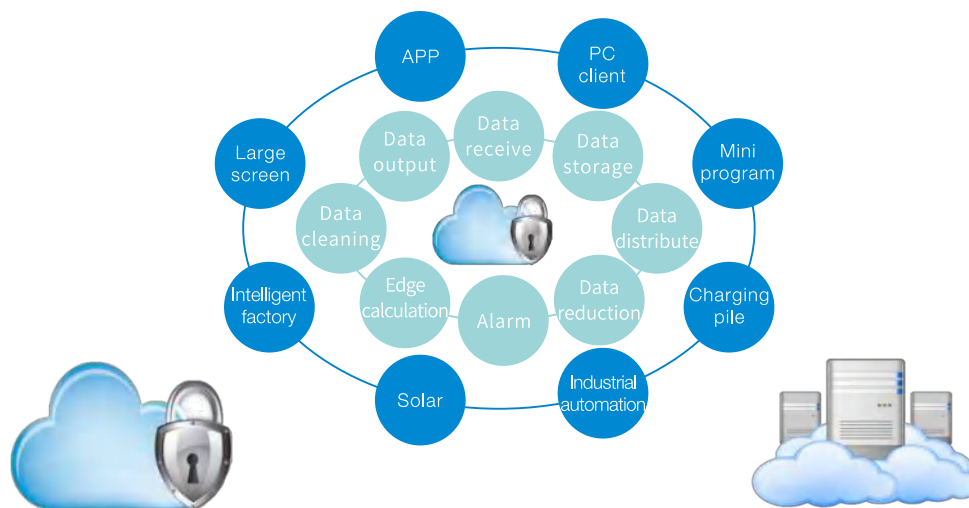 APP
PC
client
Large
screen
Data
output
Data
receive
Data
storage
Mini
program
Data
cleaning
Data
distribute
Intelligent
factory
Edge
calculation
Alarm
Data
reduction
Charging
pile
Solar
Industrial
automation